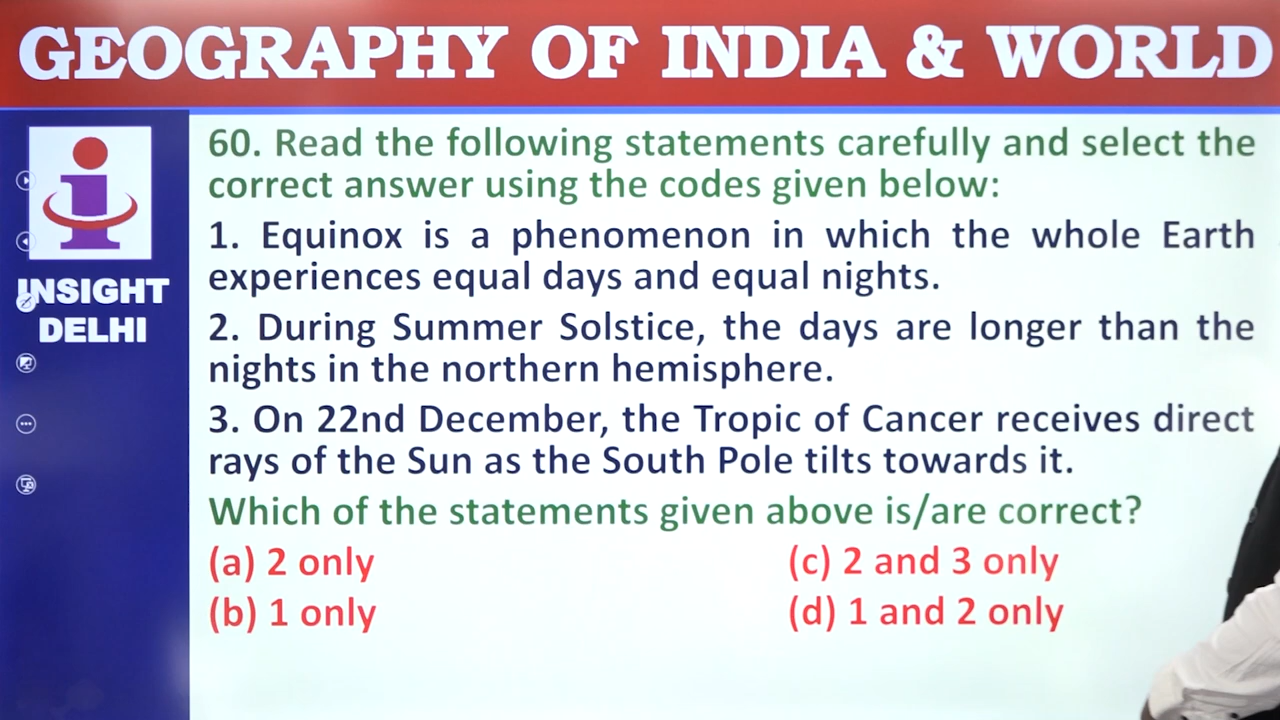 GEOGRAPHY OF INDIA & WORLD
INSIGHT
DELHI
60. Read the following statements carefully and select the
correct answer using the codes given below:
1. Equinox is a phenomenon in which the whole Earth
experiences equal days and equal nights.
2. During Summer Solstice, the days are longer than the
nights in the northern hemisphere.
3. On 22nd December, the Tropic of Cancer receives direct
rays of the Sun as the South Pole tilts towards it.
Which of the statements given above is/are correct?
(a) 2 only
(c) 2 and 3 only
(b) 1 only
(d) 1 and 2 only